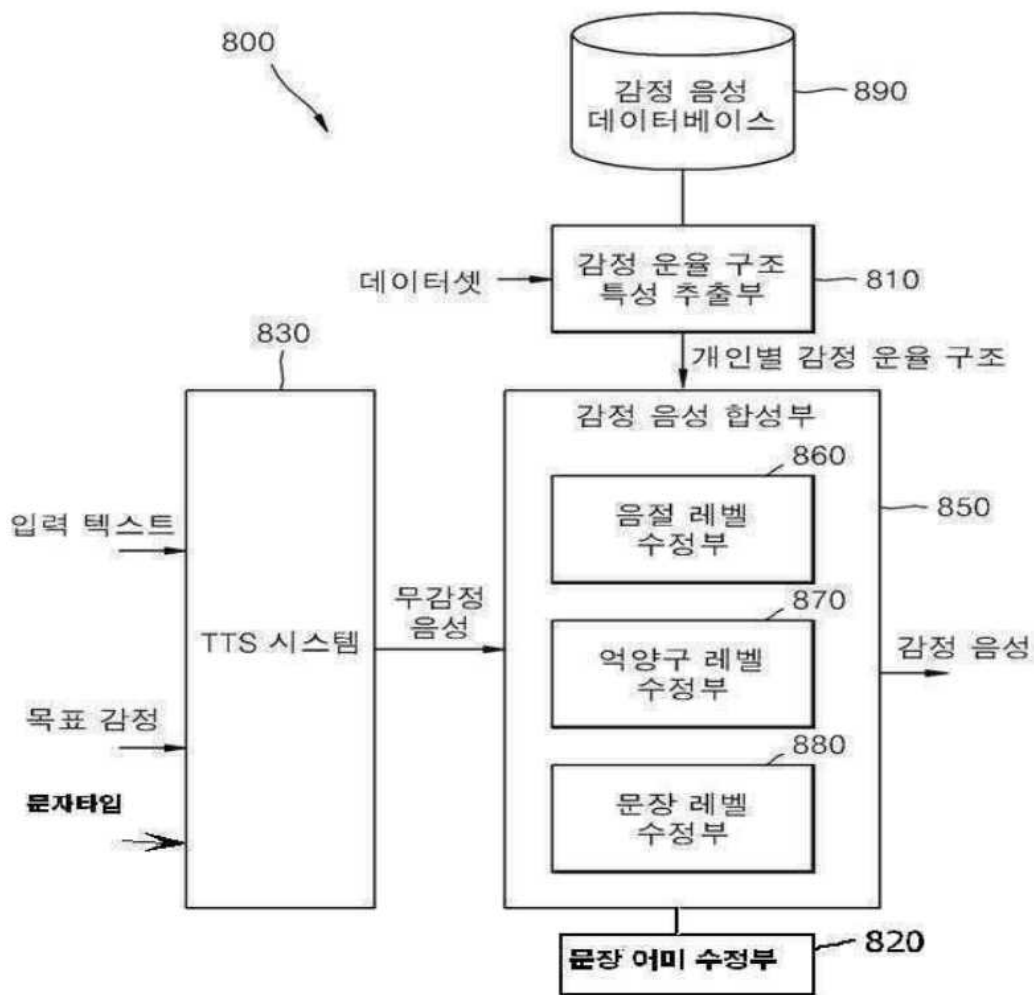 800
감정 음성
데이터베이스
890
데이터셋
감정 운율 구조
특성 추출부
810
개인별 감정 운율 구조
830
감정 음성 합성부
860
음절 레벨
수정부
850
입력 텍스트
TTS 시스템
무감정
음성
870
억양구 레벨
수정부
감정 음성
목표 감정
880
문장 레벨
수정부
문자타입
문장 어미 수정부
820